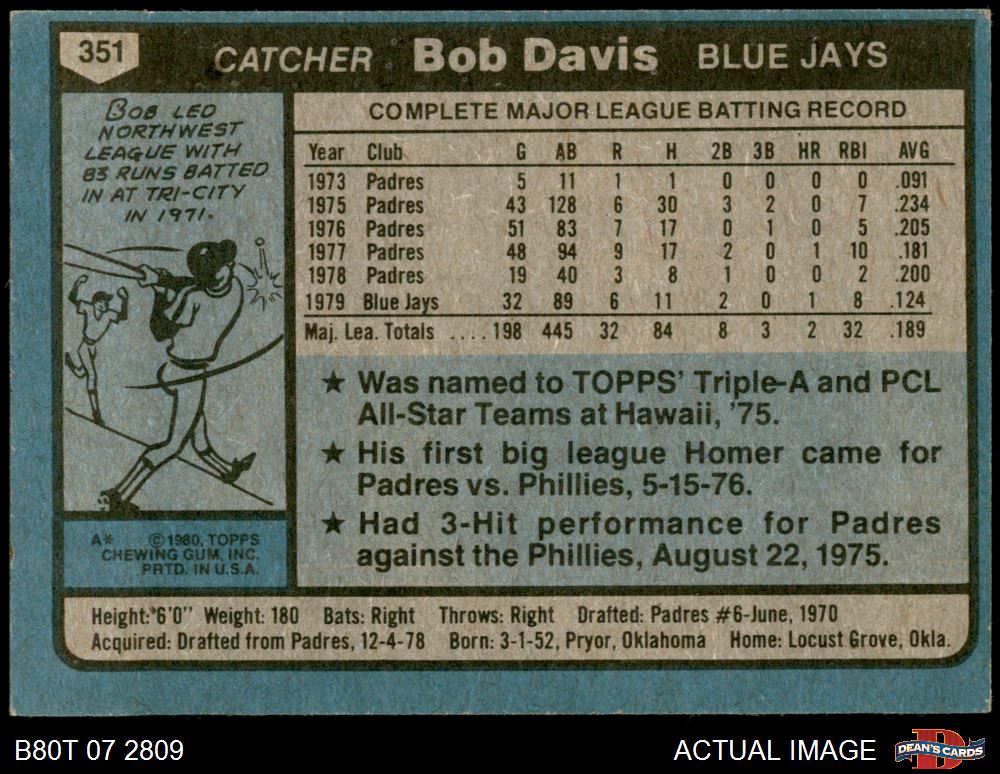 351 CATCHER Bob Davis BLUE JAYS
BOB LED
NORTHWEST
LEAGUE WITH
83 RUNS BATTED
IN AT TRI-CITY
IN 1971.
COMPLETE MAJOR LEAGUE BATTING RECORD
Year Club G AB R H 2B 3B HR RBI AVG
1973 Padres 5 11 1 1 0 0 0 0 .091
1975 Padres 43 128 6 30 3 2 0 7 .234
1976 Padres 51 83 7 17 0 1 0 5 .205
1977 Padres 48 94 9 17 2 0 1 10 .181
1978 Padres 19 40 3 8 1 0 0 2 .200
1979 Blue Jays 32 89 6 11 2 0 1 8 .124
Maj. Lea. Totals .... 198 445 32 84 8 3 2 32 .189
★ Was named to TOPPS' Triple-A and PCL
All-Star Teams at Hawaii, '75.
★ His first big league Homer came for
Padres vs. Phillies, 5-15-76.
★ Had 3-Hit performance for Padres
against the Phillies, August 22, 1975.
A* © 1980, TOPPS
CHEWING GUM, INC.
PRTD. IN U.S.A.
Height: 6'0" Weight: 180 Bats: Right Throws: Right Drafted: Padres #6-June, 1970
Acquired: Drafted from Padres, 12-4-78 Born: 3-1-52, Pryor, Oklahoma Home: Locust Grove, Okla.
B80T 07 2809
ACTUAL IMAGE
D
DEAN'S CARDS